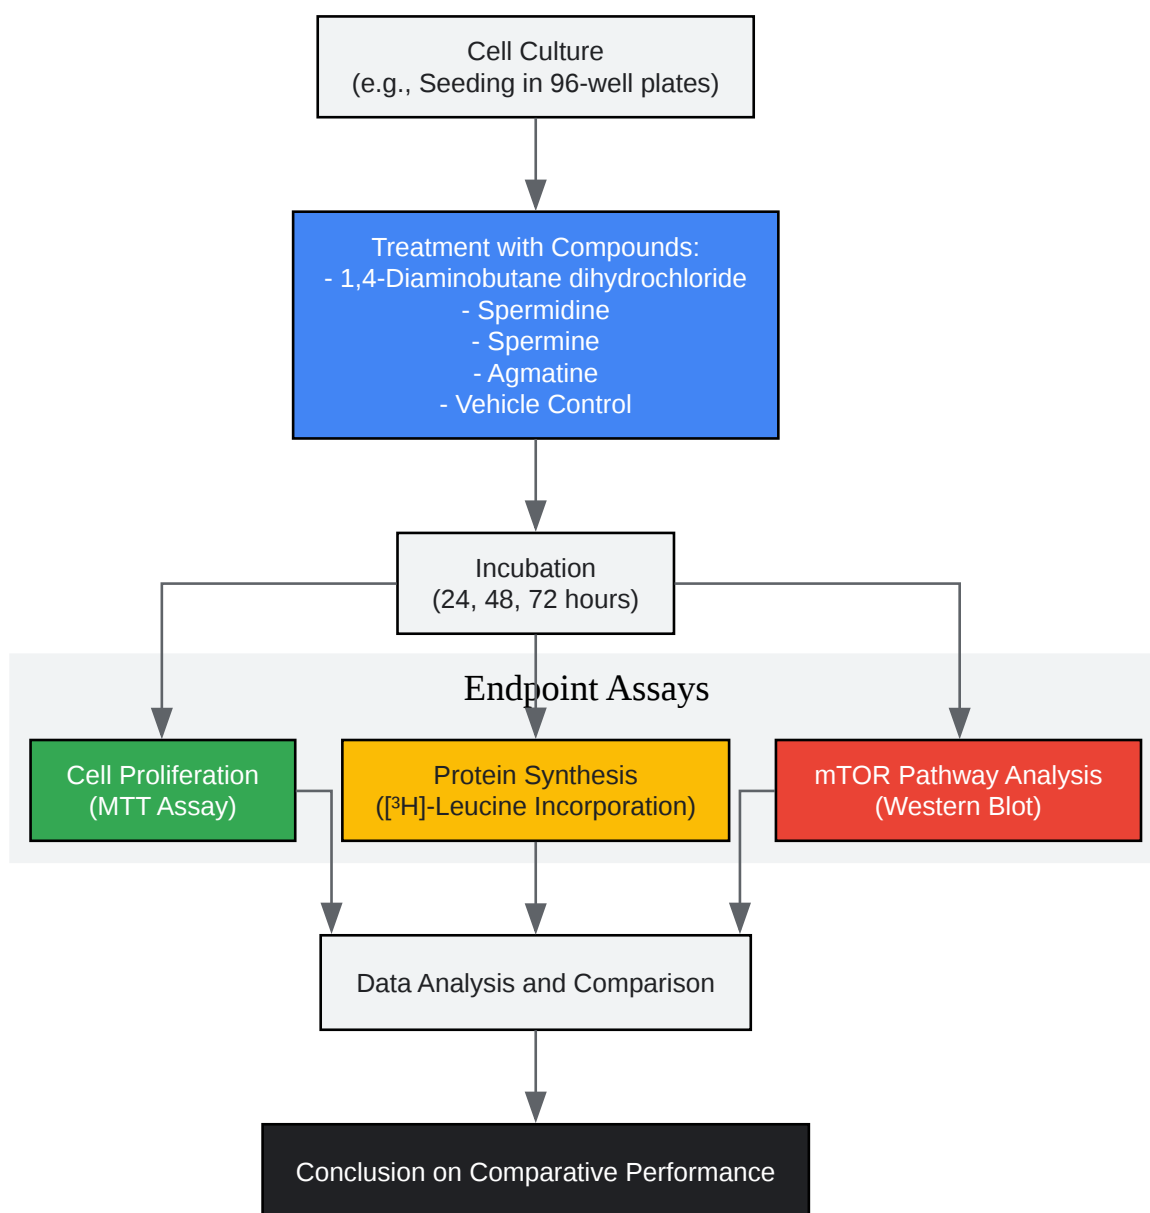 Cell Culture
(e.g., Seeding in 96-well plates)
Treatment with Compounds:
- 1,4-Diaminobutane dihydrochloride
- Spermidine
- Spermine
- Agmatine
- Vehicle Control
Incubation
(24, 48, 72 hours)
Endpoint Assays
Cell Proliferation
(MTT Assay)
Protein Synthesis
([³H]-Leucine Incorporation)
mTOR Pathway Analysis
(Western Blot)
Data Analysis and Comparison
Conclusion on Comparative Performance